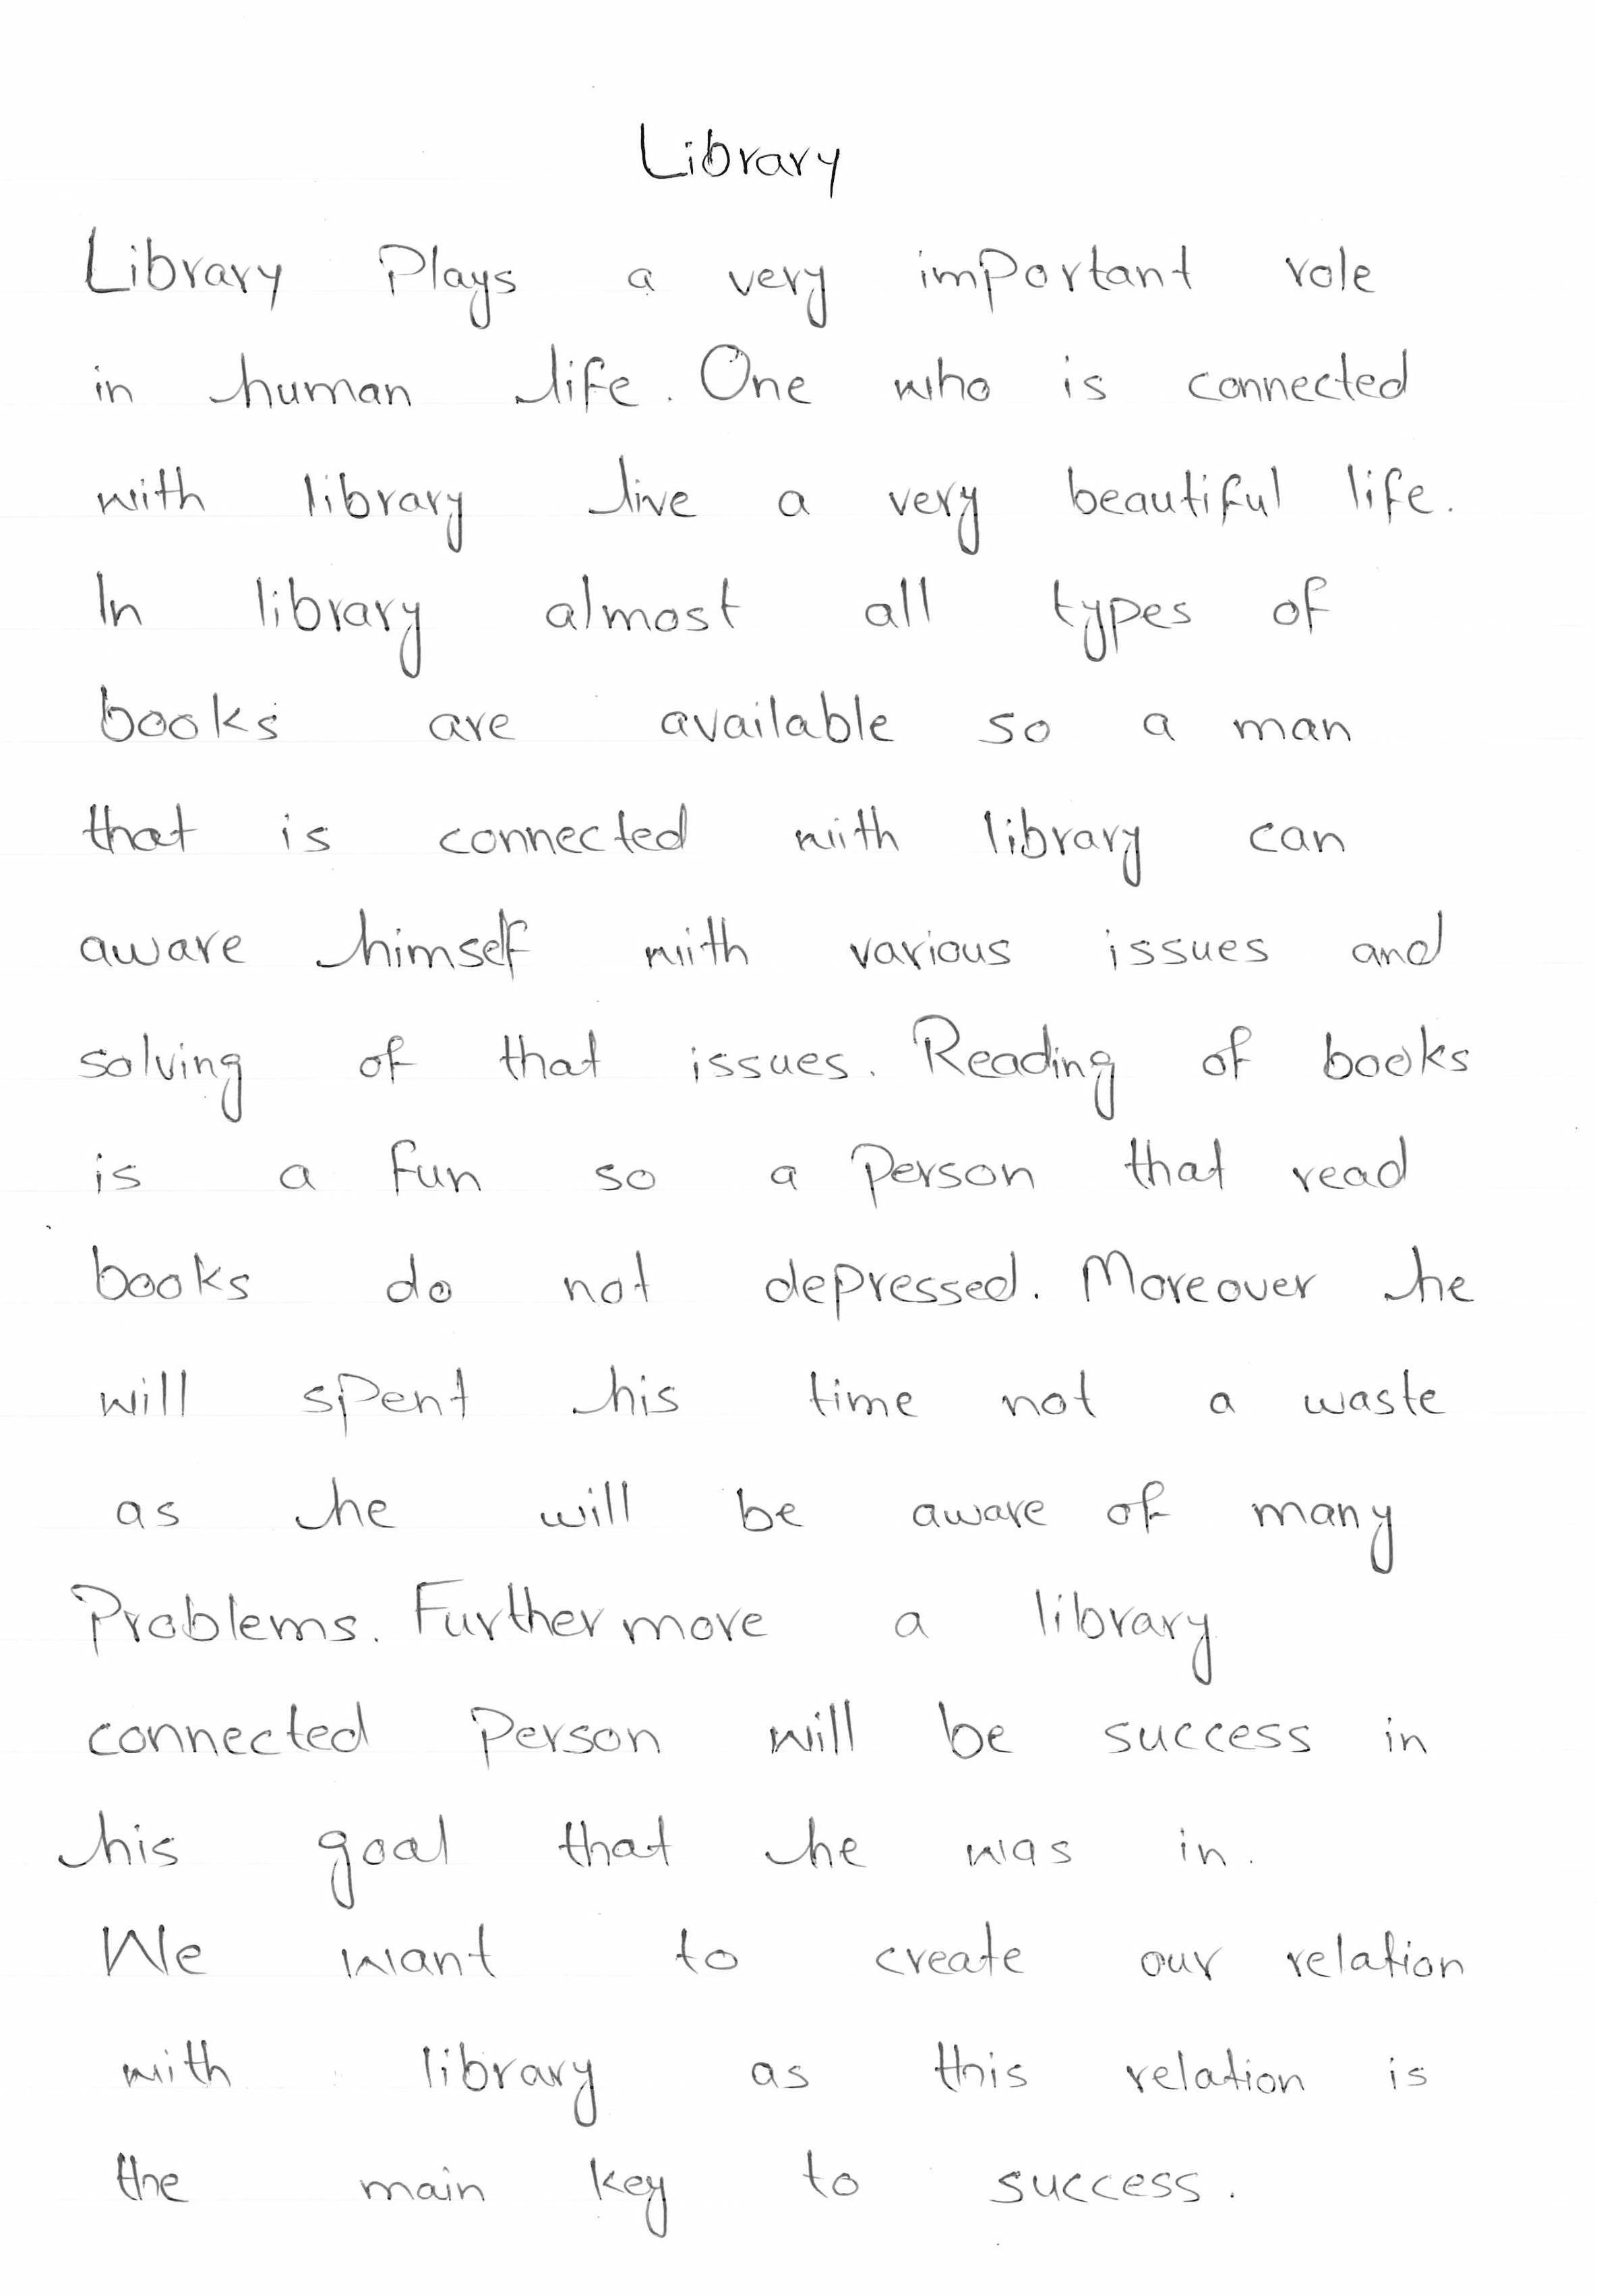 Library
Library Plays a very important role
in human life. One who is connected
with library live a very beautiful life.
In library almost all types of
books are available so a man
that is connected with library can
aware himself with various issues and
solving of that issues. Reading of books
is a fun so a person that read
books do not depressed. Moreover he
will spent his time not a waste
as he will be aware of many
Problems. Furthermore a library
connected person will be success in
his goal that he was in.
We want to create our relation
with library as this relation is
the main key to success.